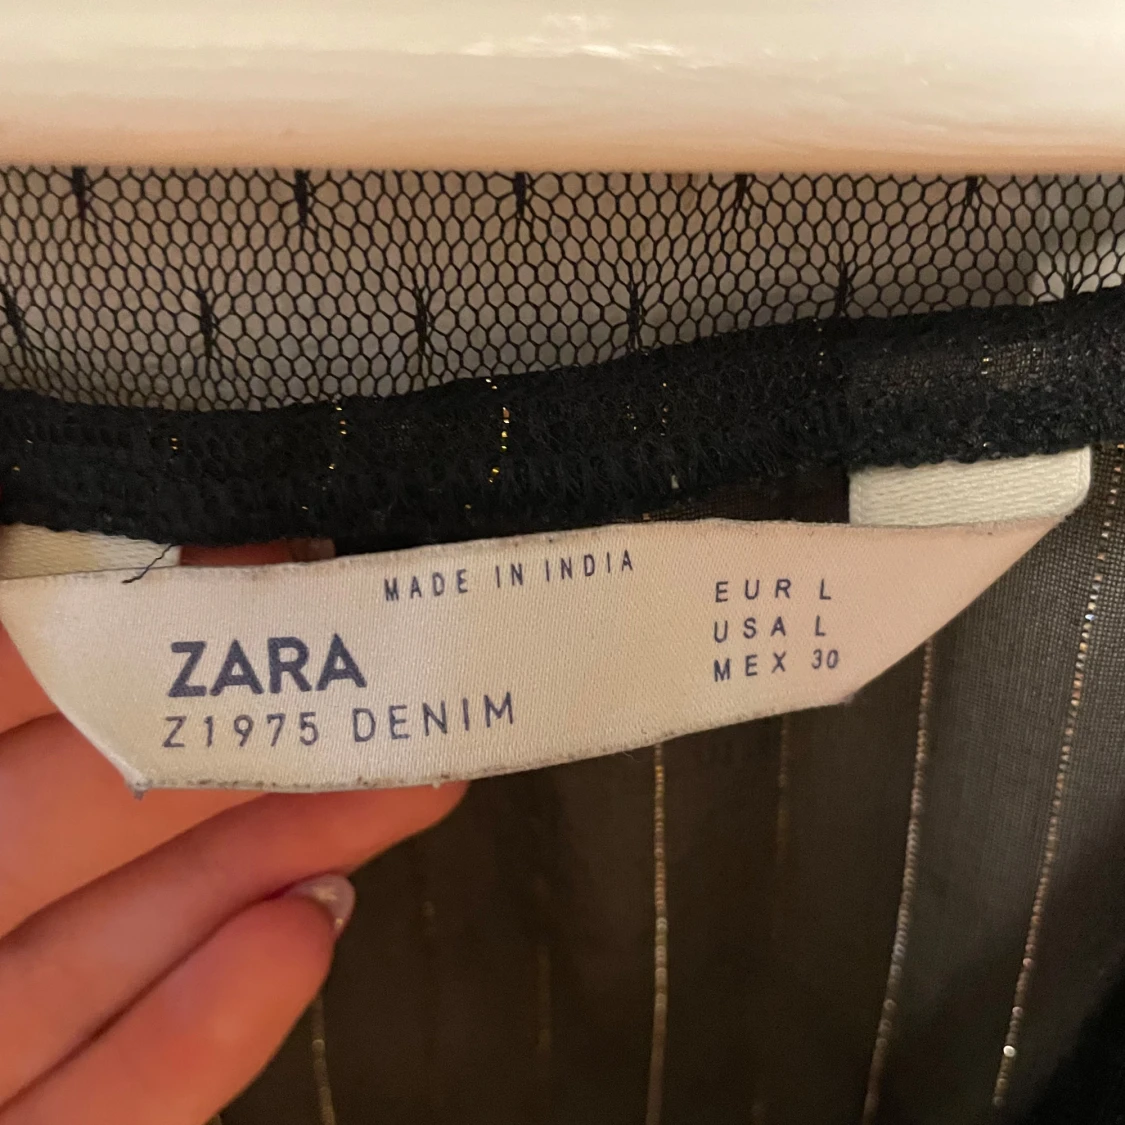 MADE IN INDIA
ZARA
Z1975 DENIM
EUR L
USA L
MEX 30